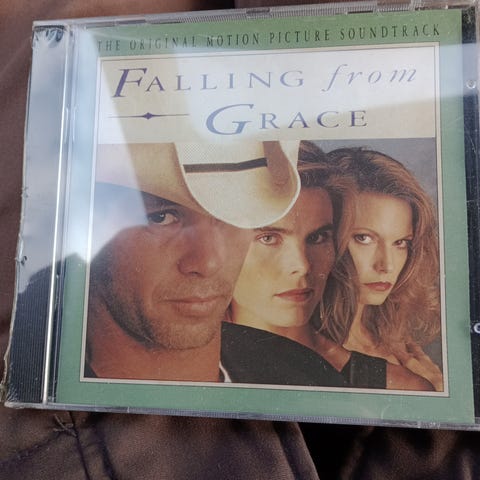 THE ORIGINAL MOTION PICTURE SOUNDTRACK
FALLING from
GRACE